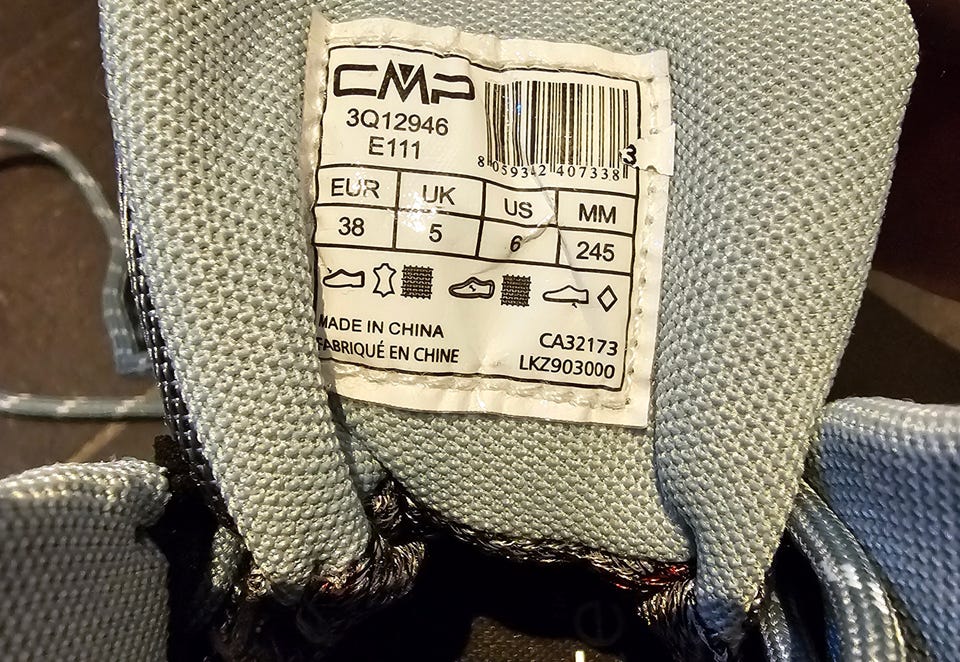 CMP
3Q12946
E111
8 059342 407338 3
EUR UK US MM
38 5 6 245
MADE IN CHINA
FABRIQUÉ EN CHINE
CA32173
LKZ903000